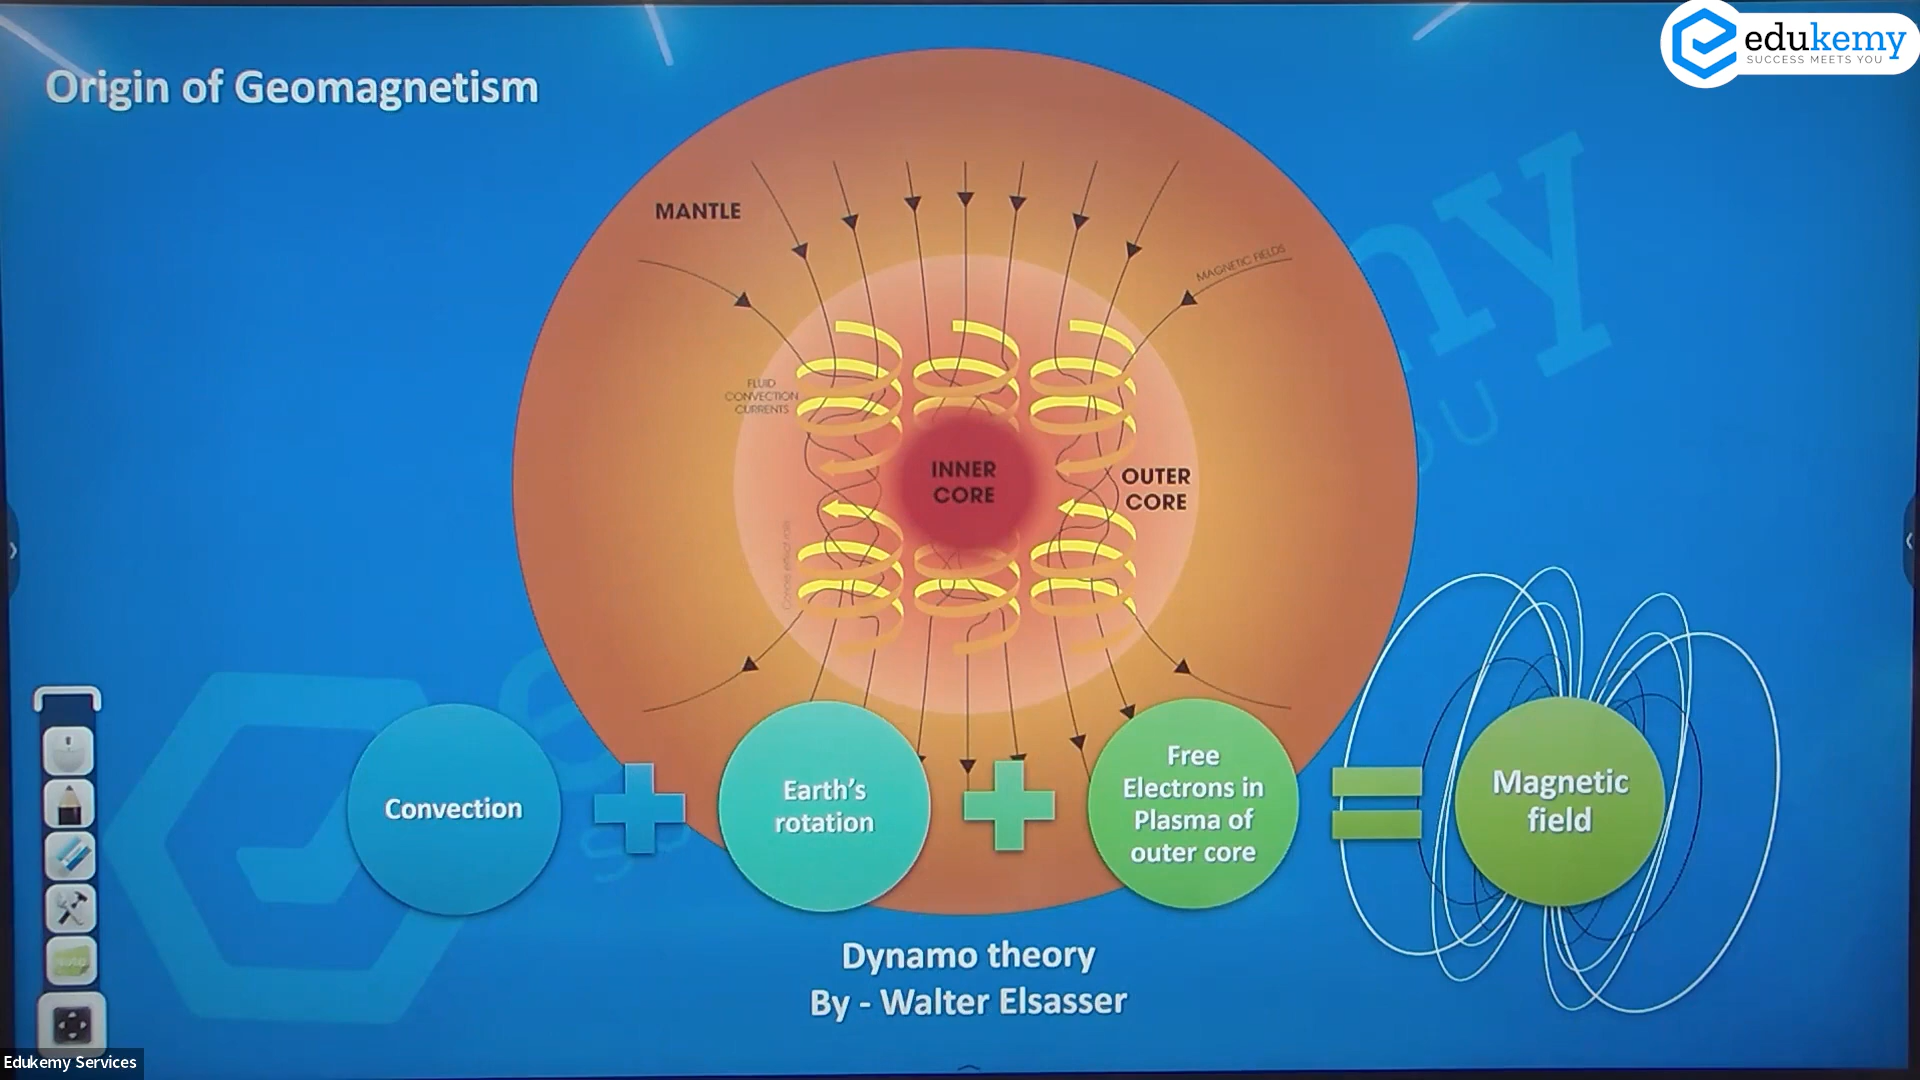 edukemy
SUCCESS MEETS YOU
Origin of Geomagnetism
MANTLE
MAGNETIC FIELDS
FLUID
CONVECTION
CURRENTS
INNER
CORE
OUTER
CORE
Convection
Earth's
rotation
Free
Electrons in
Plasma of
outer core
Magnetic
field
Dynamo theory
By - Walter Elsasser
Edukemy Services